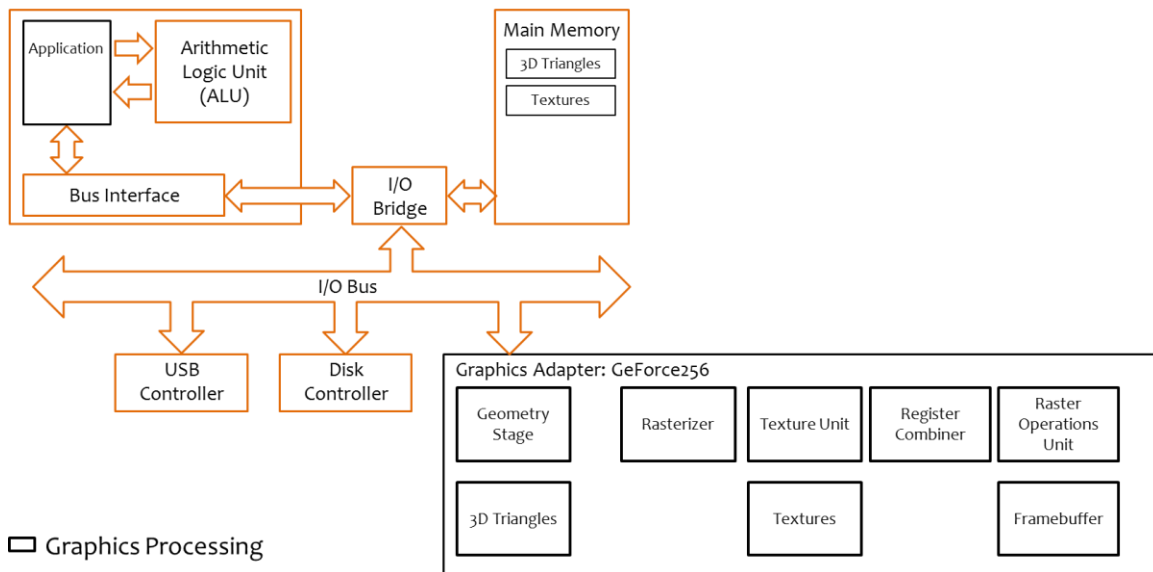 Application
Arithmetic
Logic Unit
(ALU)
Bus Interface
I/O
Bridge
Main Memory
3D Triangles
Textures
I/O Bus
USB
Controller
Disk
Controller
Graphics Adapter: GeForce256
Geometry
Stage
Rasterizer
Texture Unit
Register
Combiner
Raster
Operations
Unit
3D Triangles
Textures
Framebuffer
Graphics Processing